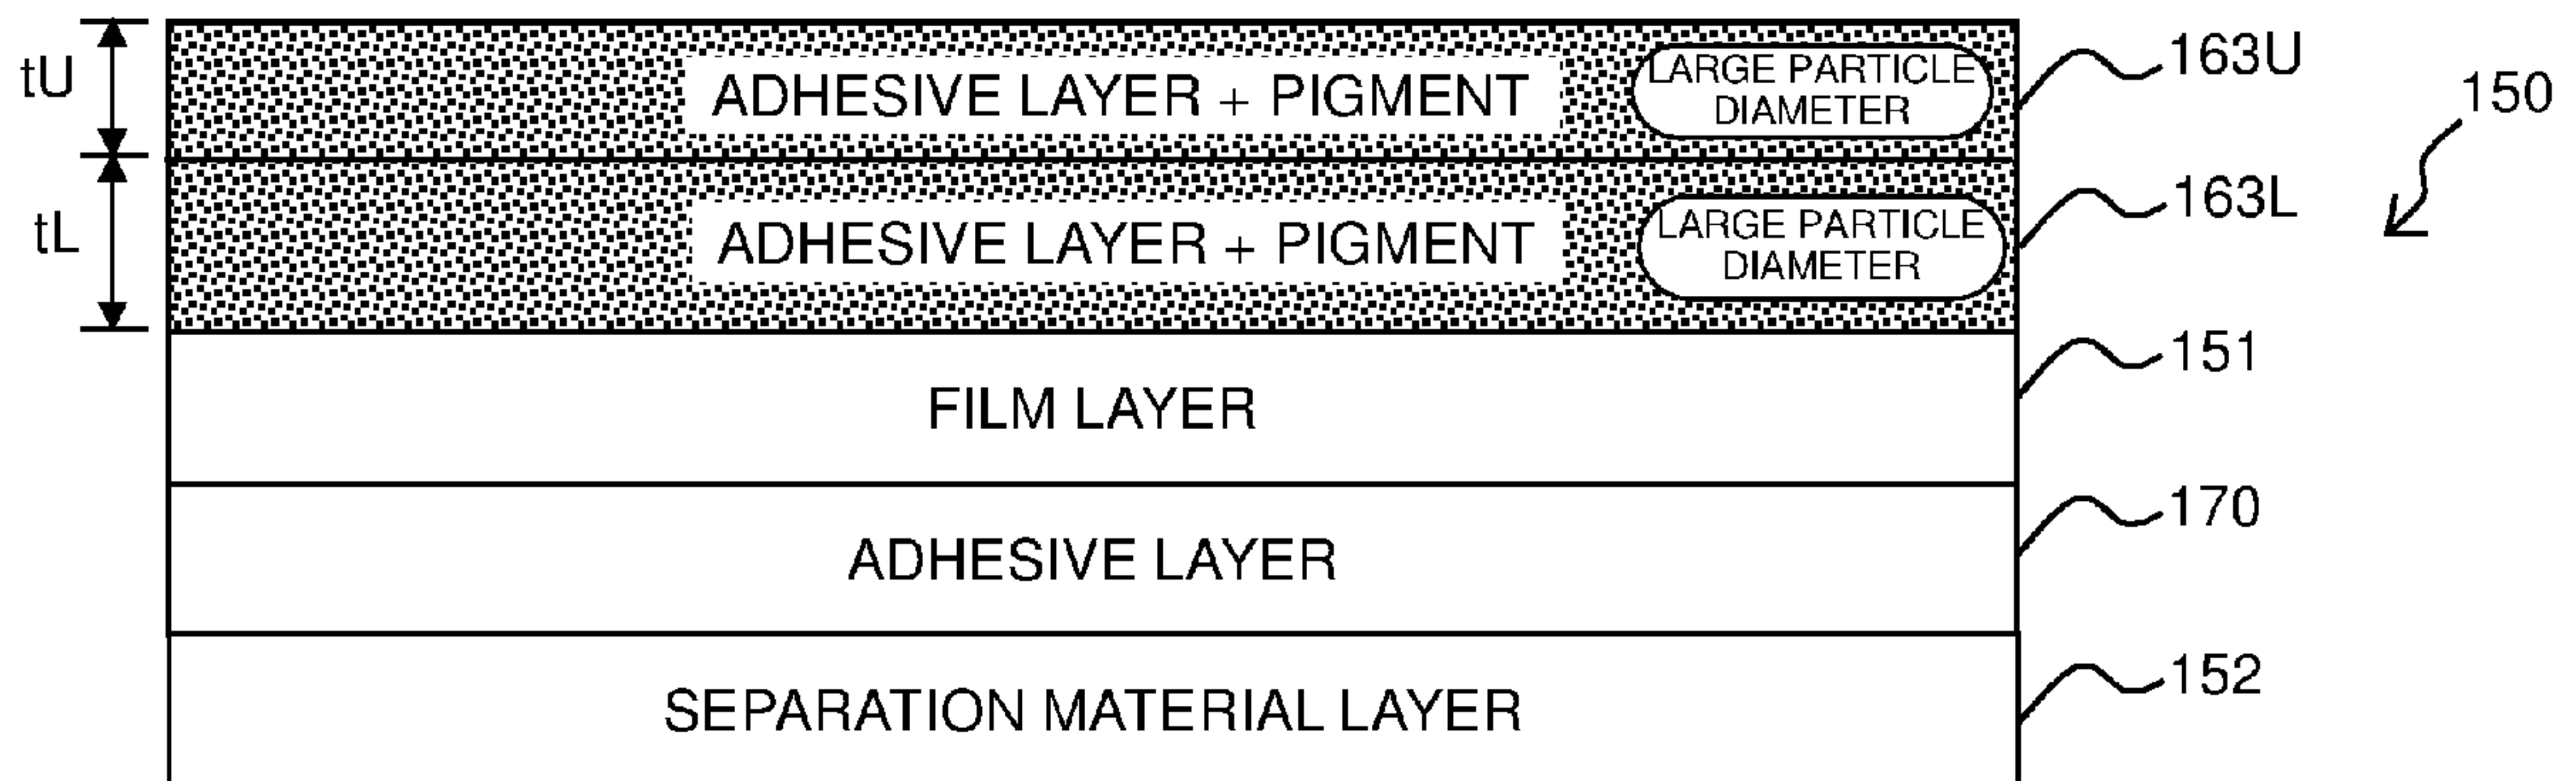 tU
ADHESIVE LAYER + PIGMENT
LARGE PARTICLE
DIAMETER
163U
150
tL
ADHESIVE LAYER + PIGMENT
LARGE PARTICLE
DIAMETER
163L
FILM LAYER
151
ADHESIVE LAYER
170
SEPARATION MATERIAL LAYER
152